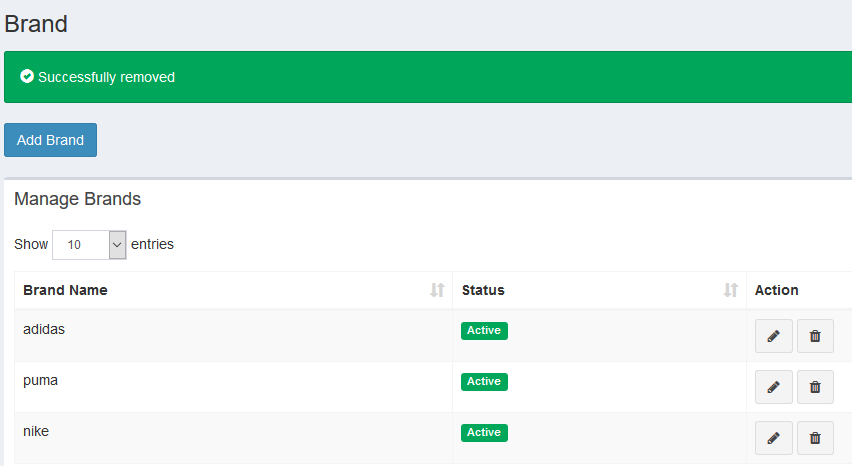 Brand
Successfully removed
Add Brand
Manage Brands
Show 10 entries
Brand Name Status Action
adidas Active
puma Active
nike Active